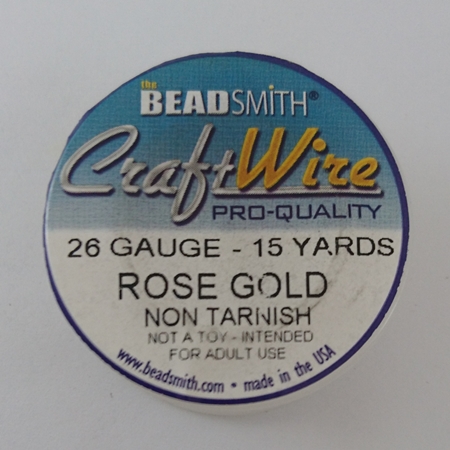 the
BEADSMITH®
CraftWire
PRO-QUALITY
26 GAUGE - 15 YARDS
ROSE GOLD
NON TARNISH
NOT A TOY - INTENDED
FOR ADULT USE
www.beadsmith.com • made in the USA